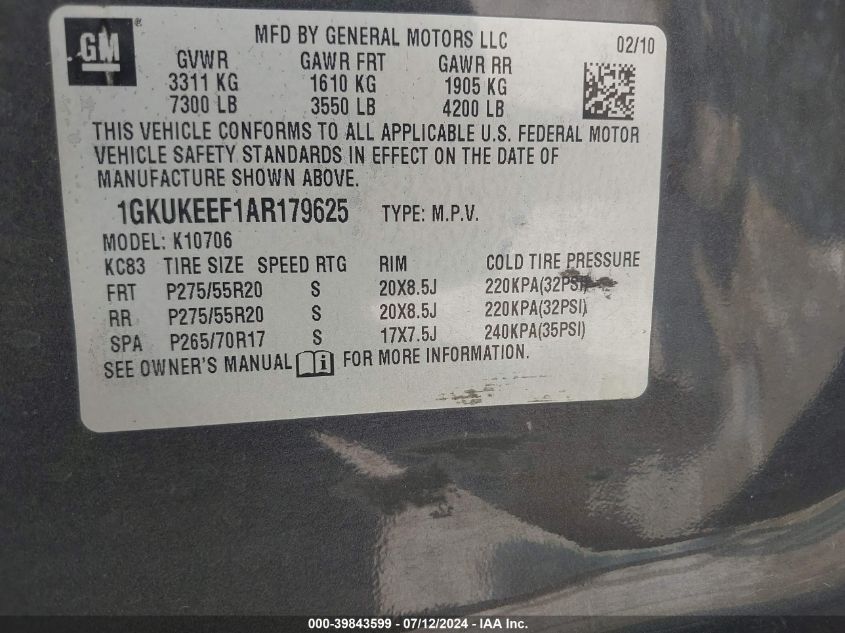 GM ®
MFD BY GENERAL MOTORS LLC 02/10
GVWR GAWR FRT GAWR RR
3311 KG 1610 KG 1905 KG
7300 LB 3550 LB 4200 LB
THIS VEHICLE CONFORMS TO ALL APPLICABLE U.S. FEDERAL MOTOR
VEHICLE SAFETY STANDARDS IN EFFECT ON THE DATE OF
MANUFACTURE SHOWN ABOVE.
1GKUKEEF1AR179625 TYPE: M.P.V.
MODEL: K10706
KC83 TIRE SIZE SPEED RTG RIM COLD TIRE PRESSURE
FRT P275/55R20 S 20X8.5J 220KPA(32PSI)
RR P275/55R20 S 20X8.5J 220KPA(32PSI)
SPA P265/70R17 S 17X7.5J 240KPA(35PSI)
SEE OWNER'S MANUAL i FOR MORE INFORMATION.
000-39843599 - 07/12/2024 - IAA Inc.